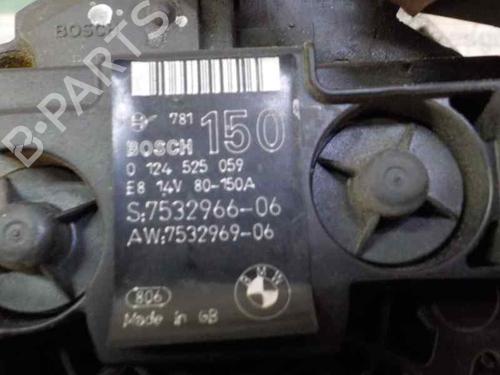 BOSCH
B-PARTS
781 150
BOSCH
0 124 525 059
E8 14V 80-150A
S:7532966-06
AW:7532969-06
806
BMW
Made in GB